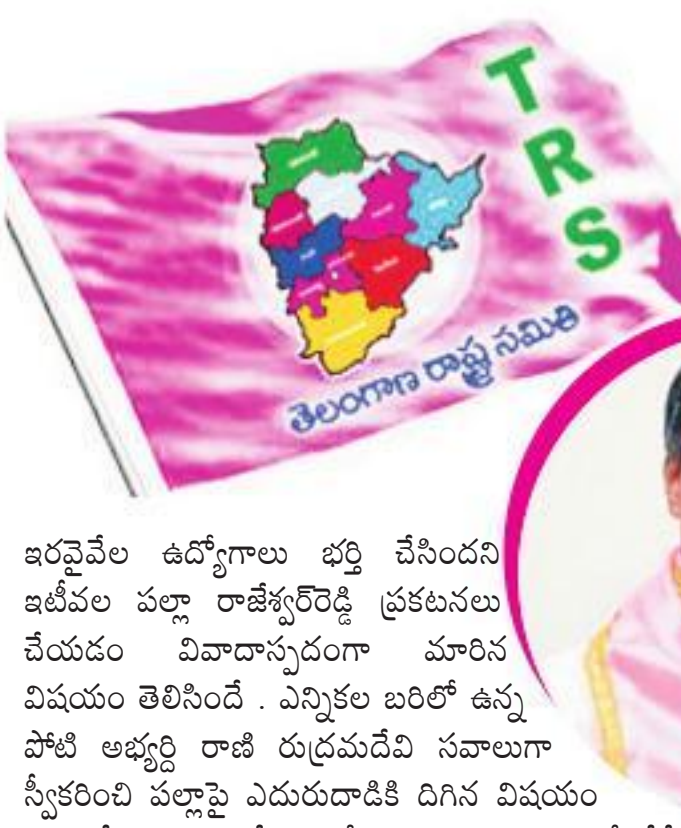 T
R
S
తెలంగాణ రాష్ట్ర సమితి
ఇరవైవేల ఉద్యోగాలు భర్తి చేసిందని
ఇటీవల పల్లా రాజేశ్వర్‌రెడ్డి ప్రకటనలు
చేయడం వివాదాస్పదంగా మారిన
విషయం తెలిసిందే . ఎన్నికల బరిలో ఉన్న
పోటి అభ్యర్ది రాణి రుద్రమదేవి సవాలుగా
స్వీకరించి పల్లాపై ఎదురుదాడికి దిగిన విషయం